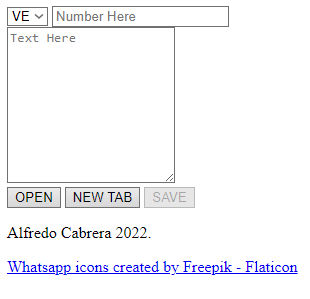 VE Number Here
Text Here
OPEN NEW TAB SAVE
Alfredo Cabrera 2022.
Whatsapp icons created by Freepik - Flaticon